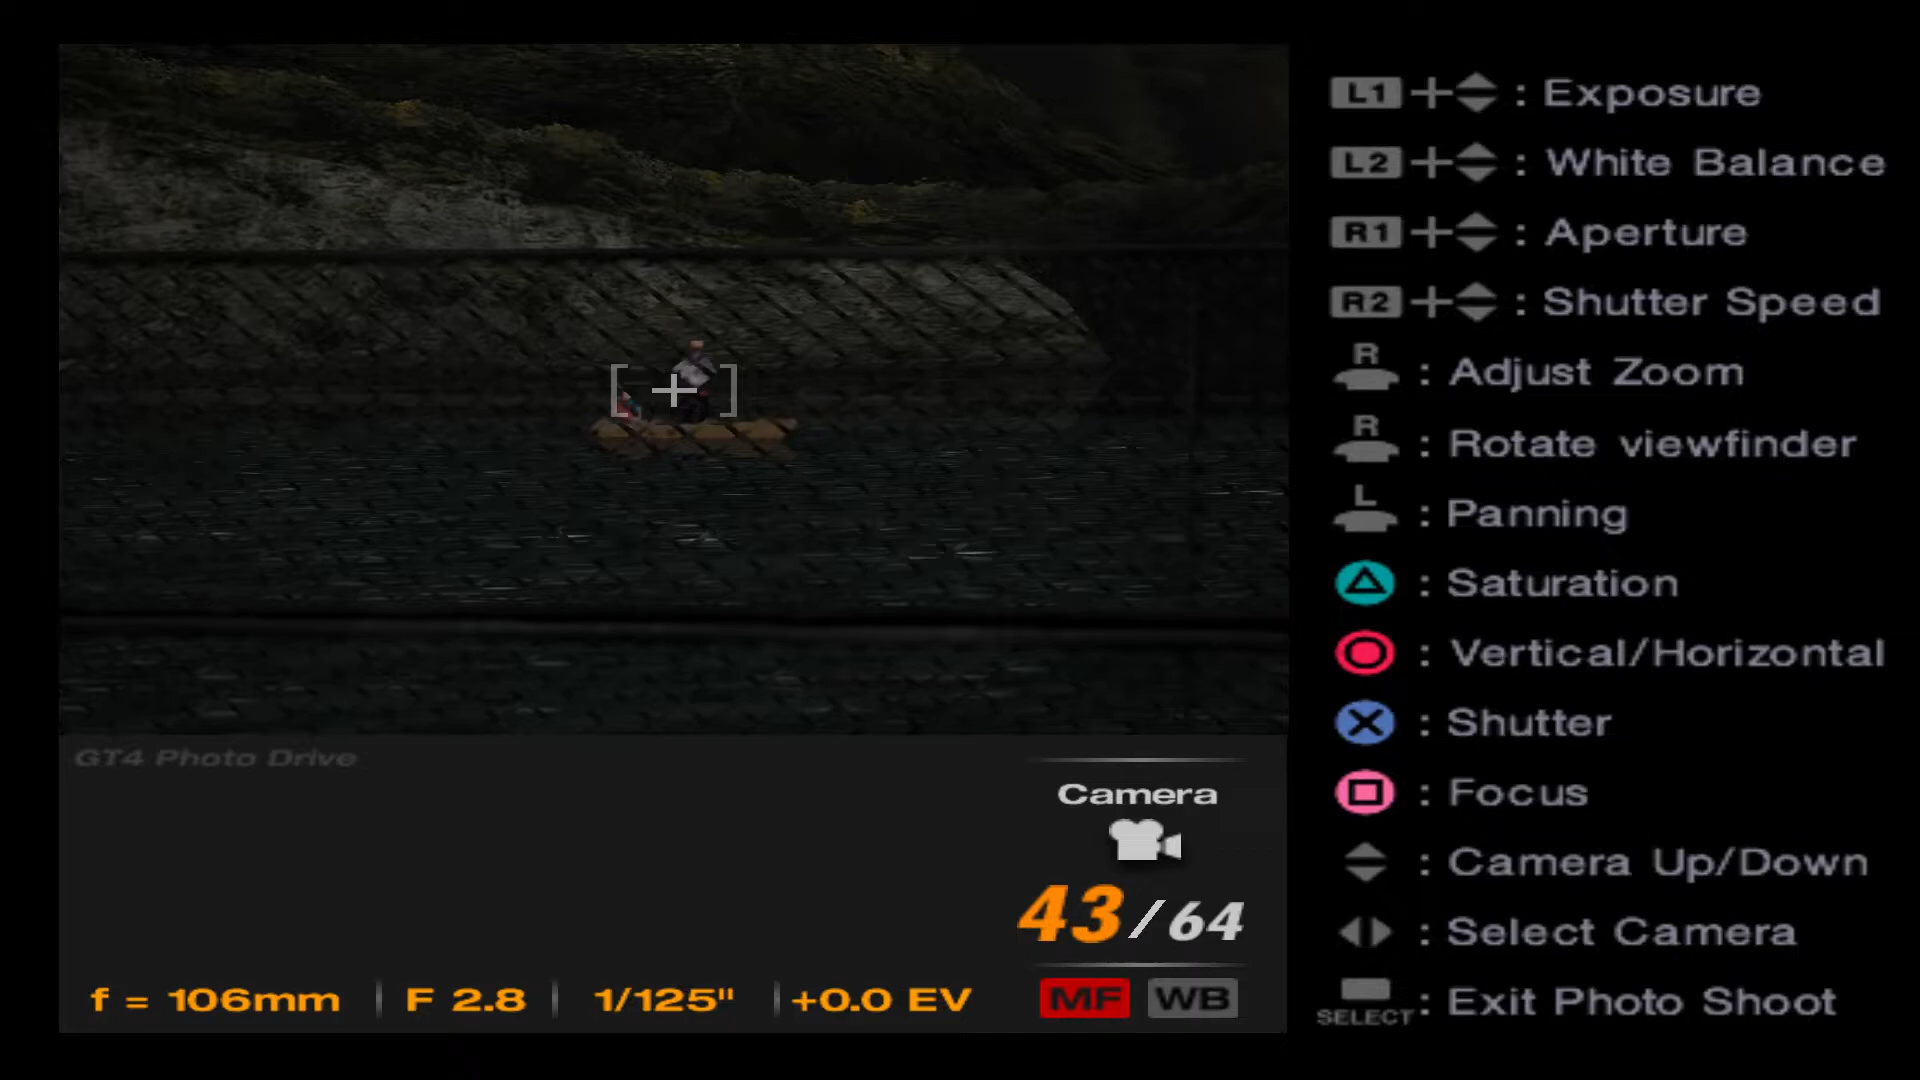 L1 + : Exposure
L2 + : White Balance
R1 + : Aperture
R2 + : Shutter Speed
R : Adjust Zoom
R : Rotate viewfinder
L : Panning
: Saturation
: Vertical/Horizontal
: Shutter
: Focus
: Camera Up/Down
: Select Camera
SELECT : Exit Photo Shoot
GT4 Photo Drive
Camera
43/64
f = 106mm | F 2.8 | 1/125" | +0.0 EV
MF WB